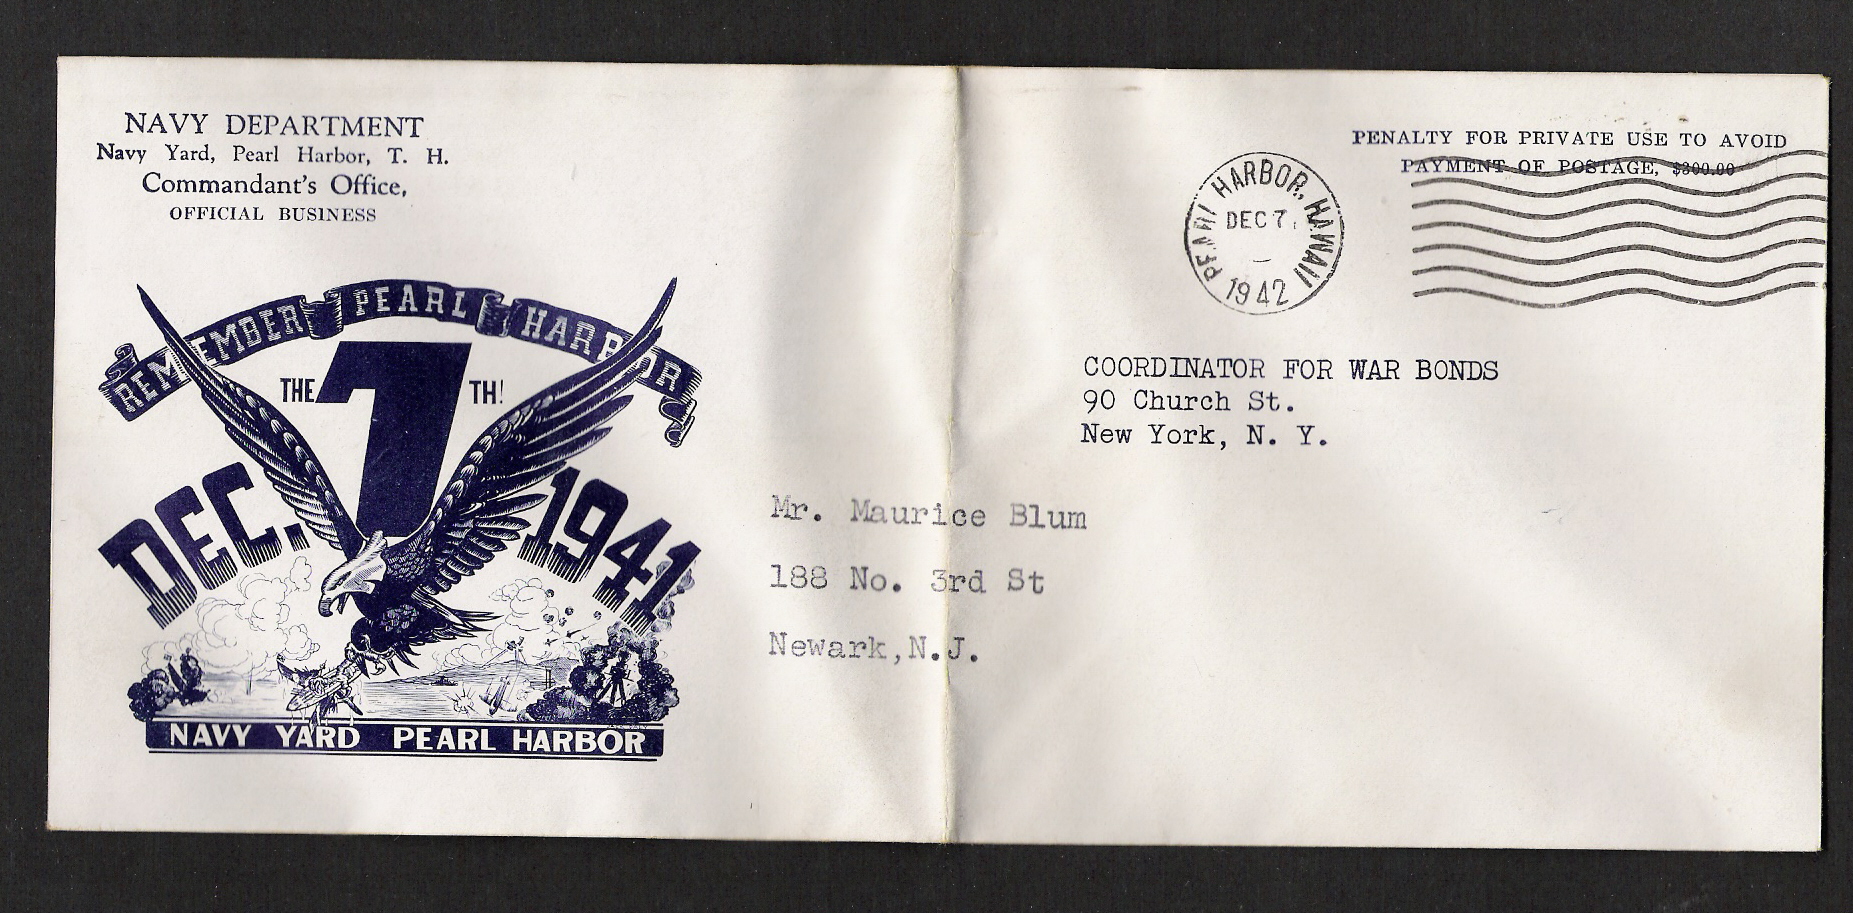 NAVY DEPARTMENT
Navy Yard, Pearl Harbor, T. H.
Commandant's Office,
OFFICIAL BUSINESS
PENALTY FOR PRIVATE USE TO AVOID
PAYMENT OF POSTAGE, $300.00
PEARL HARBOR, HAWAII
DEC 7
1942
REMEMBER PEARL HARBOR
THE 7TH!
DEC. 1941
NAVY YARD PEARL HARBOR
COORDINATOR FOR WAR BONDS
90 Church St.
New York, N. Y.
Mr. Maurice Blum
188 No. 3rd St
Newark,N.J.